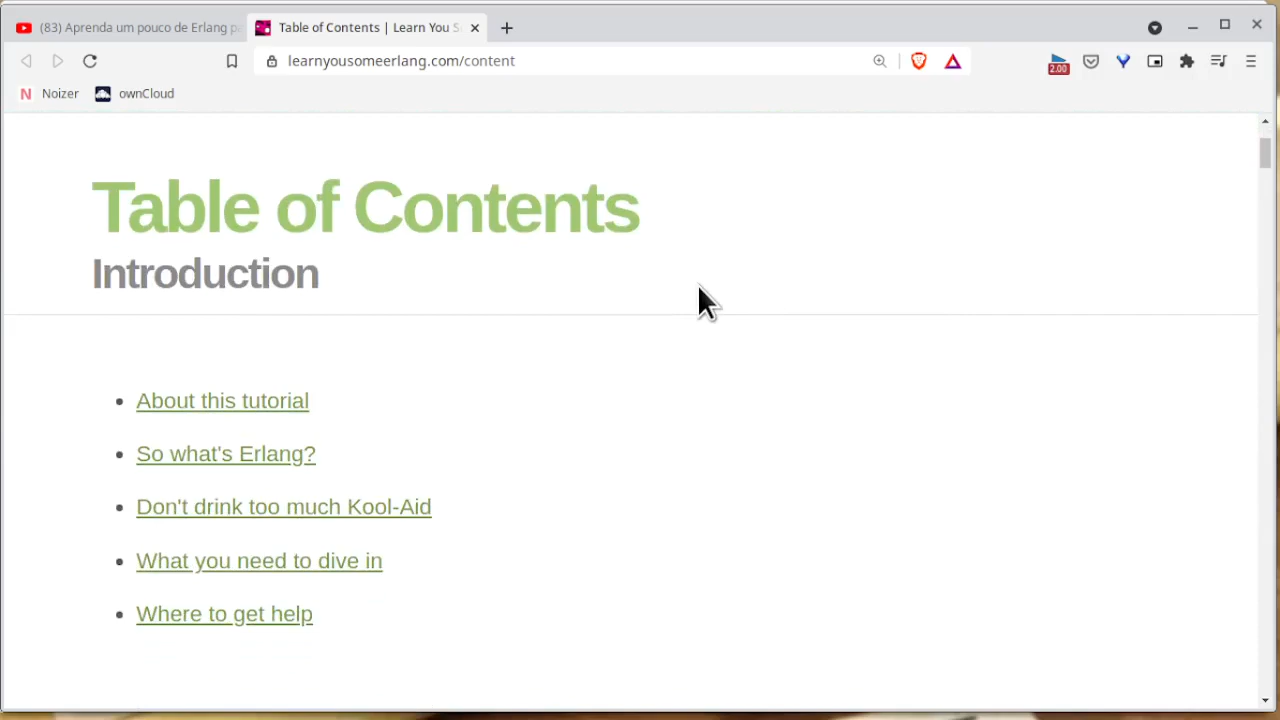 (83) Aprenda um pouco de Erlang pa
Table of Contents | Learn You S
learnyousomeerlang.com/content
2.00
N Noizer
ownCloud
Table of Contents
Introduction
About this tutorial
So what's Erlang?
Don't drink too much Kool-Aid
What you need to dive in
Where to get help